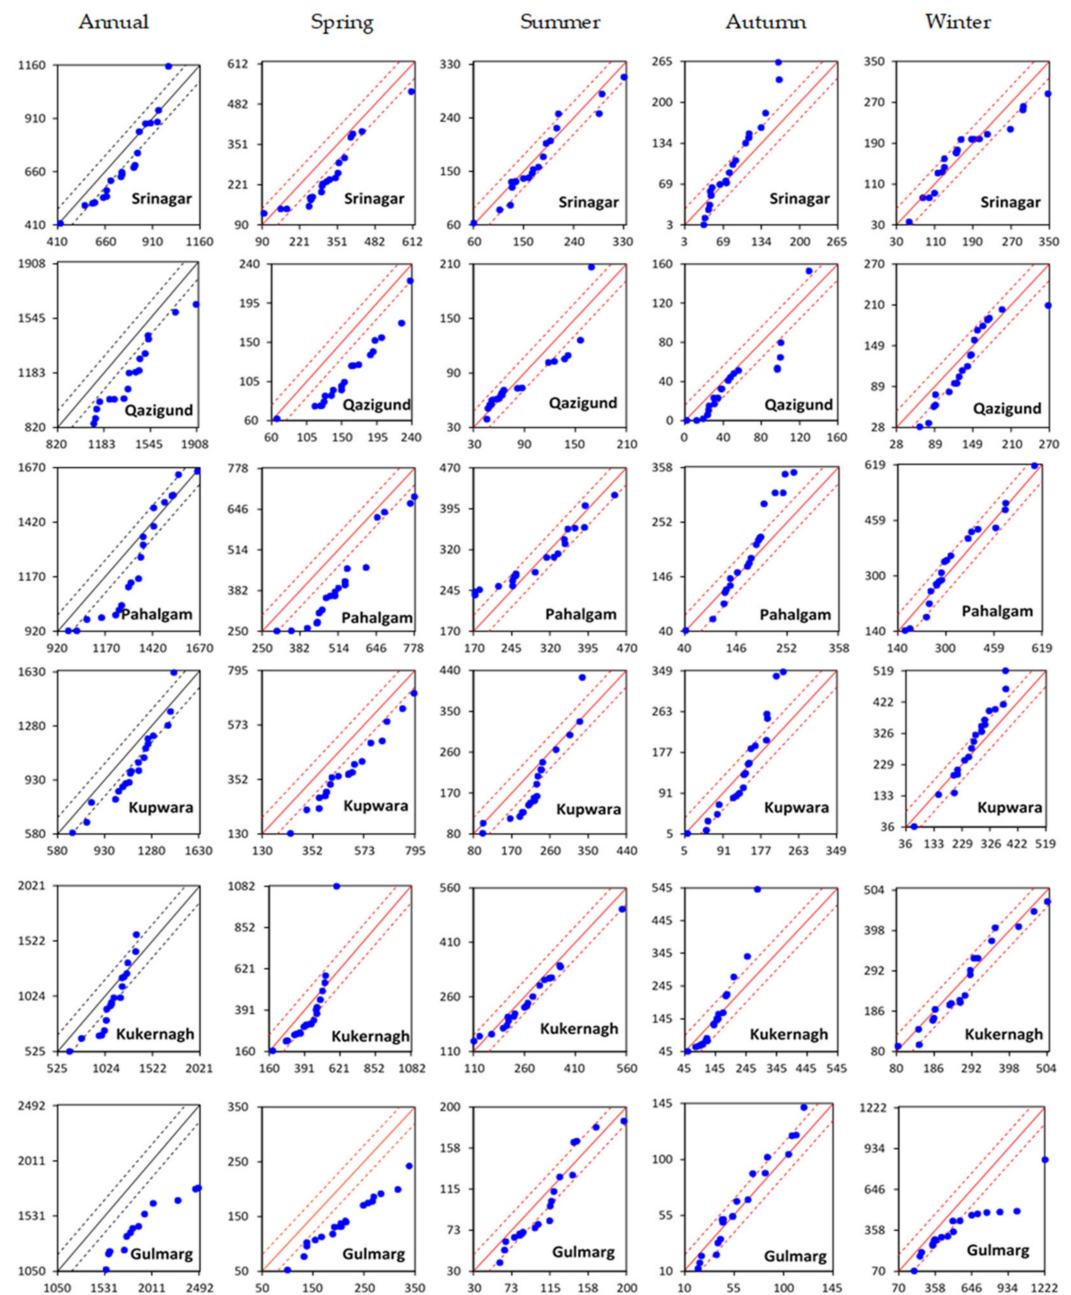 Annual Spring Summer Autumn Winter
1160 612 330 265 350
910 482 240 200 270
660 351 150 134 190
410 221 60 69 110
90 3 30
Srinagar Srinagar Srinagar Srinagar Srinagar
410 660 910 1160 90 221 351 482 612 60 150 240 330 3 69 134 200 265 30 110 190 270 350
1908 240 210 160 270
1545 195 150 120 210
1183 150 90 80 149
820 105 30 40 89
60 0 28
Qazigund Qazigund Qazigund Qazigund Qazigund
820 1183 1545 1908 60 105 150 195 240 30 90 150 210 0 40 80 120 160 28 89 149 210 270
1670 778 470 358 619
1420 646 395 252 459
1170 514 320 146 300
920 382 245 40 140
250 170
Pahalgam Pahalgam Pahalgam Pahalgam Pahalgam
920 1170 1420 1670 250 382 514 646 778 170 245 320 395 470 40 146 252 358 140 300 459 619
1630 795 440 349 519
1280 573 350 263 422
930 352 260 177 326
580 130 170 91 229
80 5 133
36
Kupwara Kupwara Kupwara Kupwara Kupwara
580 930 1280 1630 130 352 573 795 80 170 260 350 440 5 91 177 263 349 36 133 229 326 422 519
2021 1082 560 545 504
1522 852 410 445 398
1024 621 260 345 292
525 391 110 245 186
160 145 80
45
Kukernagh Kukernagh Kukernagh Kukernagh Kukernagh
525 1024 1522 2021 160 391 621 852 1082 110 260 410 560 45 145 245 345 445 545 80 186 292 398 504
2492 350 200 145 1222
2011 250 158 100 934
1531 150 115 55 646
1050 50 73 10 358
30 70
Gulmarg Gulmarg Gulmarg Gulmarg Gulmarg
1050 1531 2011 2492 50 150 250 350 30 73 115 158 200 10 55 100 145 70 358 646 934 1222